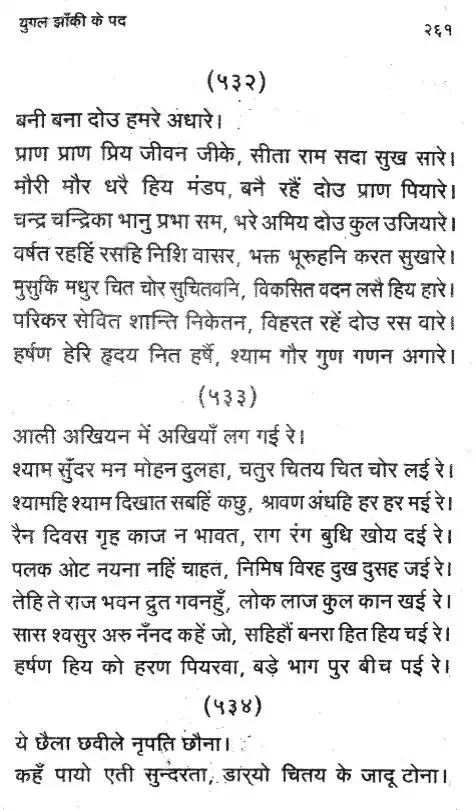 युगल झाँकी के पद
२६१
(५३२)
बनी बना दोउ हमरे अधारे।
प्राण प्राण प्रिय जीवन जीके, सीता राम सदा सुख सारे।
मौरी मौर धरै हिय मंडप, बनै रहैं दोउ प्राण पियारे।
चन्द्र चन्द्रिका भानु प्रभा सम, भरे अमिय दोउ कुल उजियारे।
वर्षत रहहिं रसहि निशि वासर, भक्त भूरुहनि करत सुखारे।
मुसुकि मधुर चित चोर सुचितवनि, विकसित वदन लसै हिय हारे।
परिकर सेवित शान्ति निकेतन, विहरत रहें दोउ रस वारे।
हर्षण हेरि हृदय नित हर्षै, श्याम गौर गुण गणन अगारे।
(५३३)
आली अखियन में अखियाँ लग गई रे।
श्याम सुँदर मन मोहन दुलहा, चतुर चितय चित चोर लई रे।
श्यामहि श्याम दिखात सबहिं कछु, श्रावण अंधहि हर हर मई रे।
रैन दिवस गृह काज न भावत, राग रंग बुधि खोय दई रे।
पलक ओट नयना नहिं चाहत, निमिष विरह दुख दुसह जई रे।
तेहि ते राज भवन द्रुत गवनहुँ, लोक लाज कुल कान खई रे।
सास श्वसुर अरु नँनद कहें जो, सहिहौं बनरा हित हिय चई रे।
हर्षण हिय को हरण पियरवा, बड़े भाग पुर बीच पई रे।
(५३४)
ये छैला छवीले नृपति छौना।
कहँ पायो एती सुन्दरता, डार्‌यो चितय के जादू टोना।